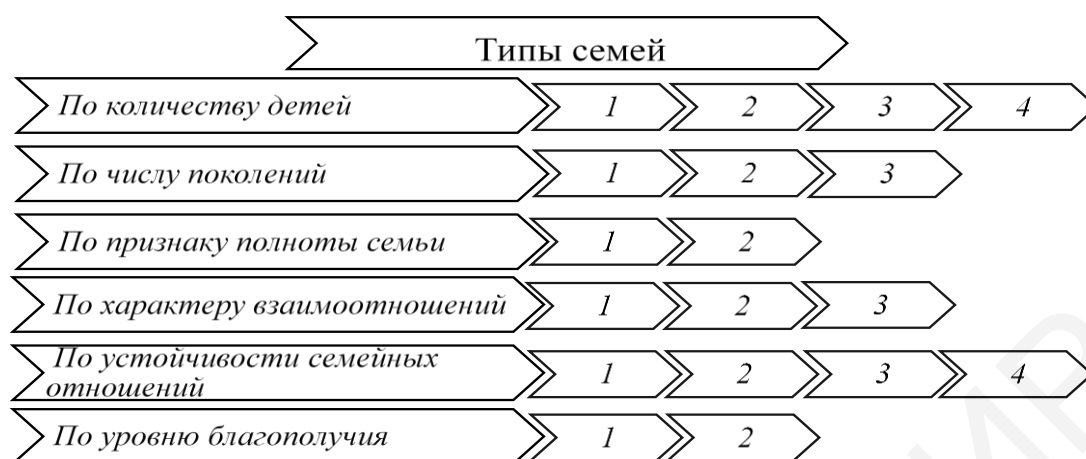 Типы семей
По количеству детей 1 2 3 4
По числу поколений 1 2 3
По признаку полноты семьи 1 2
По характеру взаимоотношений 1 2 3
По устойчивости семейных
отношений 1 2 3 4
По уровню благополучия 1 2